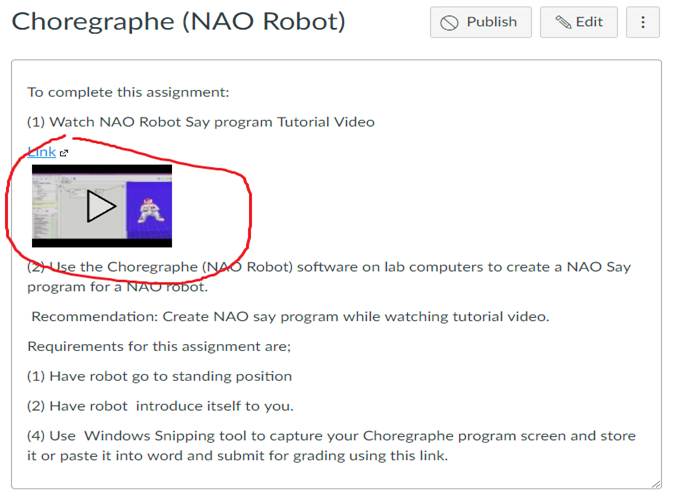 Choregraphe (NAO Robot)
Publish
Edit
To complete this assignment:
(1) Watch NAO Robot Say program Tutorial Video
Link
(2) Use the Choregraphe (NAO Robot) software on lab computers to create a NAO Say
program for a NAO robot.
Recommendation: Create NAO say program while watching tutorial video.
Requirements for this assignment are;
(1) Have robot go to standing position
(2) Have robot introduce itself to you.
(4) Use Windows Snipping tool to capture your Choregraphe program screen and store
it or paste it into word and submit for grading using this link.